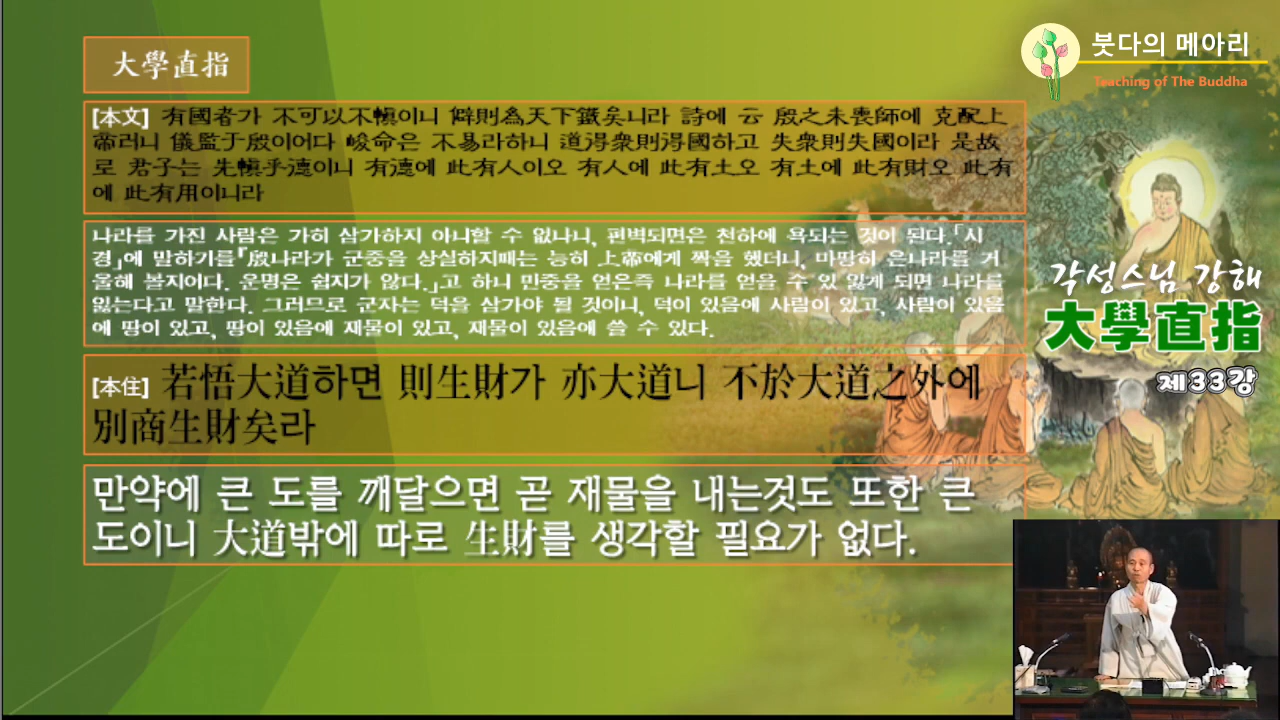 大學直指
붓다의 메아리
Teaching of The Buddha
[本文] 有國者가 不可以不愼이니 僻則為天下戮矣니라 詩에 云 殷之未喪師에 克配上
帝러니 儀監于殷이어다 峻命은 不易라하니 道得衆則得國하고 失衆則失國이라 是故
로 君子는 先愼乎德이니 有德에 此有人이오 有人에 此有土오 有土에 此有財오 此有
에 此有用이니라
나라를 가진 사람은 가히 삼가하지 아니할 수 없나니, 편벽되면은 천하에 욕되는 것이 된다.「시
경」에 말하기를『殷나라가 군중을 상실하지때는 능히 上帝에게 짝을 했더니, 마땅히 은나라를 거
울해 볼지어다. 운명은 쉽지가 않다.』고 하니 민중을 얻은즉 나라를 얻을 수 있 잃게 되면 나라를
잃는다고 말한다. 그러므로 군자는 덕을 삼가야 될 것이니, 덕이 있음에 사람이 있고, 사람이 있음
에 땅이 있고, 땅이 있음에 재물이 있고, 재물이 있음에 쓸 수 있다.
[本住] 若悟大道하면 則生財가 亦大道니 不於大道之外에
別商生財矣라
만약에 큰 도를 깨달으면 곧 재물을 내는것도 또한 큰
도이니 大道밖에 따로 生財를 생각할 필요가 없다.
각성스님 강해
大學直指
제33강